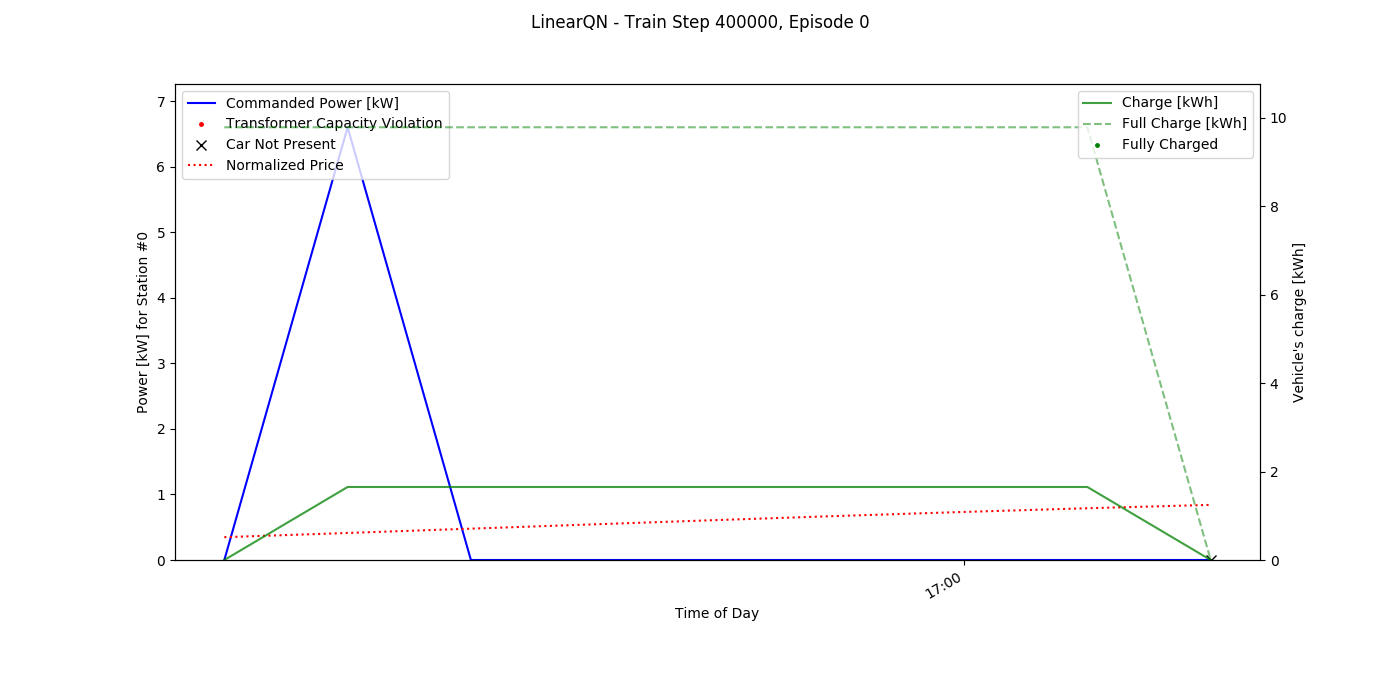 LinearQN - Train Step 400000, Episode 0
Commanded Power [kW]
Transformer Capacity Violation
Car Not Present
Normalized Price
Charge [kWh]
Full Charge [kWh]
Fully Charged
7
6
5
4
3
2
1
0
Power [kW] for Station #0
10
8
6
4
2
0
Vehicle's charge [kWh]
17:00
Time of Day